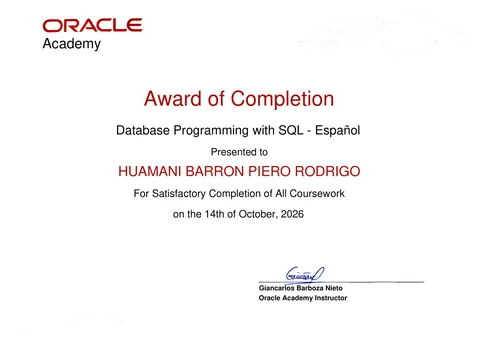 ORACLE
Academy
Award of Completion
Database Programming with SQL - Español
Presented to
HUAMANI BARRON PIERO RODRIGO
For Satisfactory Completion of All Coursework
on the 14th of October, 2026
Giancarlos Barboza Nieto
Oracle Academy Instructor